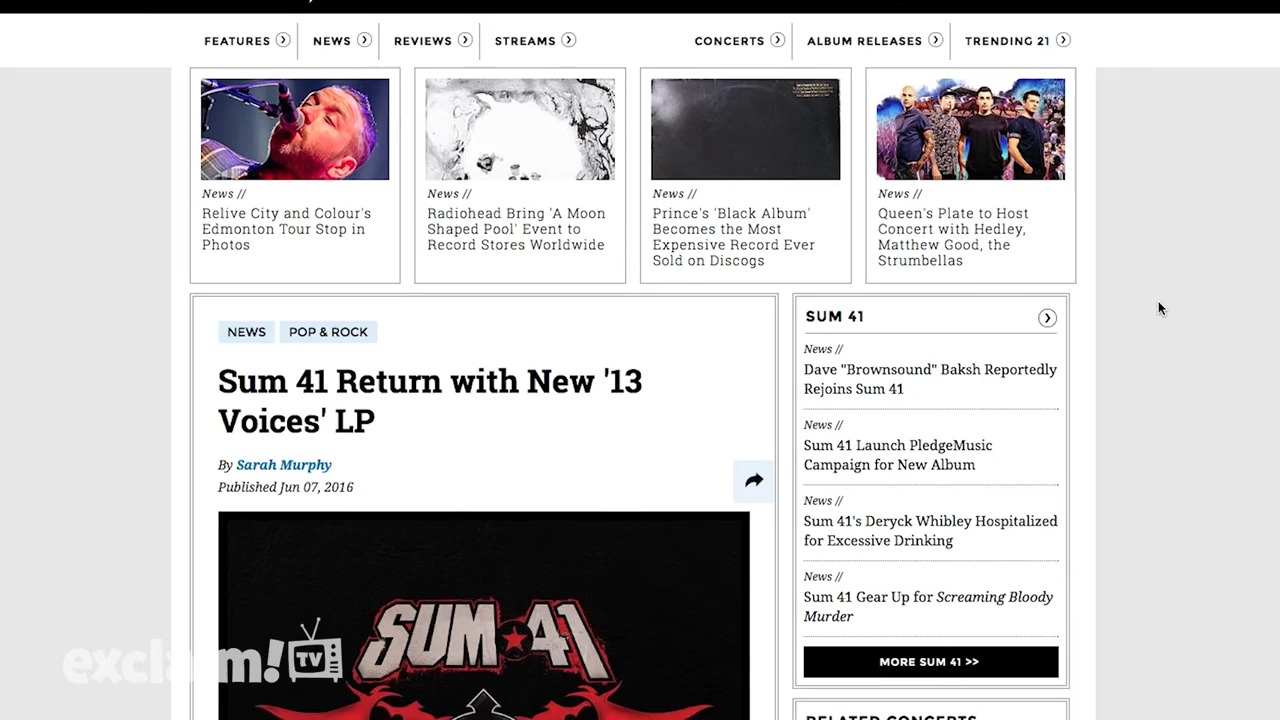 FEATURES
NEWS
REVIEWS
STREAMS
CONCERTS
ALBUM RELEASES
TRENDING 21
News //
Relive City and Colour's
Edmonton Tour Stop in
Photos
News //
Radiohead Bring 'A Moon
Shaped Pool' Event to
Record Stores Worldwide
News //
Prince's 'Black Album'
Becomes the Most
Expensive Record Ever
Sold on Discogs
News //
Queen's Plate to Host
Concert with Hedley,
Matthew Good, the
Strumbellas
NEWS
POP & ROCK
Sum 41 Return with New '13
Voices' LP
By Sarah Murphy
Published Jun 07, 2016
SUM 41
exclaim! TV
SUM 41
News //
Dave "Brownsound" Baksh Reportedly
Rejoins Sum 41
News //
Sum 41 Launch PledgeMusic
Campaign for New Album
News //
Sum 41's Deryck Whibley Hospitalized
for Excessive Drinking
News //
Sum 41 Gear Up for Screaming Bloody
Murder
MORE SUM 41 >>
RELATED CONCERTS